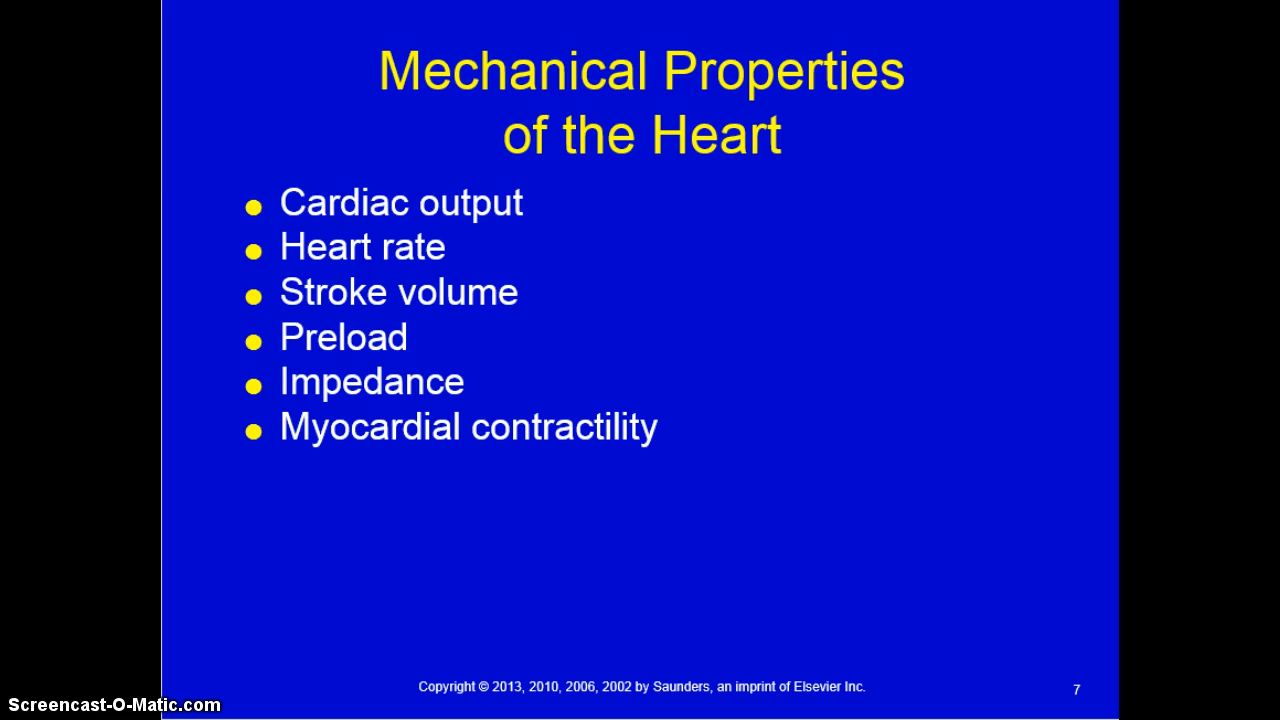 Mechanical Properties
of the Heart
● Cardiac output
● Heart rate
● Stroke volume
● Preload
● Impedance
● Myocardial contractility
Copyright © 2013, 2010, 2006, 2002 by Saunders, an imprint of Elsevier Inc.
7
Screencast-O-Matic.com